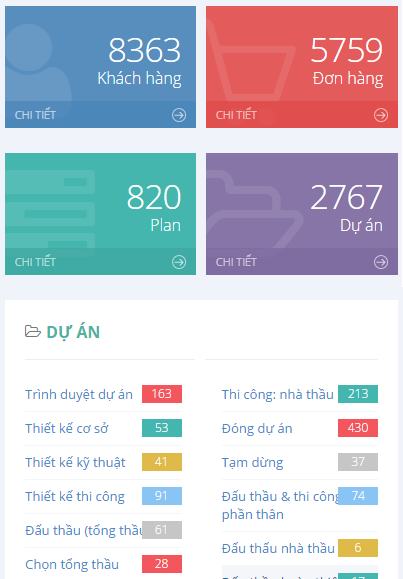 8363
Khách hàng
CHI TIẾT
5759
Đơn hàng
CHI TIẾT
820
Plan
CHI TIẾT
2767
Dự án
CHI TIẾT
DỰ ÁN
Trình duyệt dự án 163
Thiết kế cơ sở 53
Thiết kế kỹ thuật 41
Thiết kế thi công 91
Đấu thầu (tổng thầu 61
Chọn tổng thầu 28
Thi công: nhà thầu 213
Đóng dự án 430
Tạm dừng 37
Đấu thầu & thi công 74
phần thân
Đấu thấu nhà thầu 6